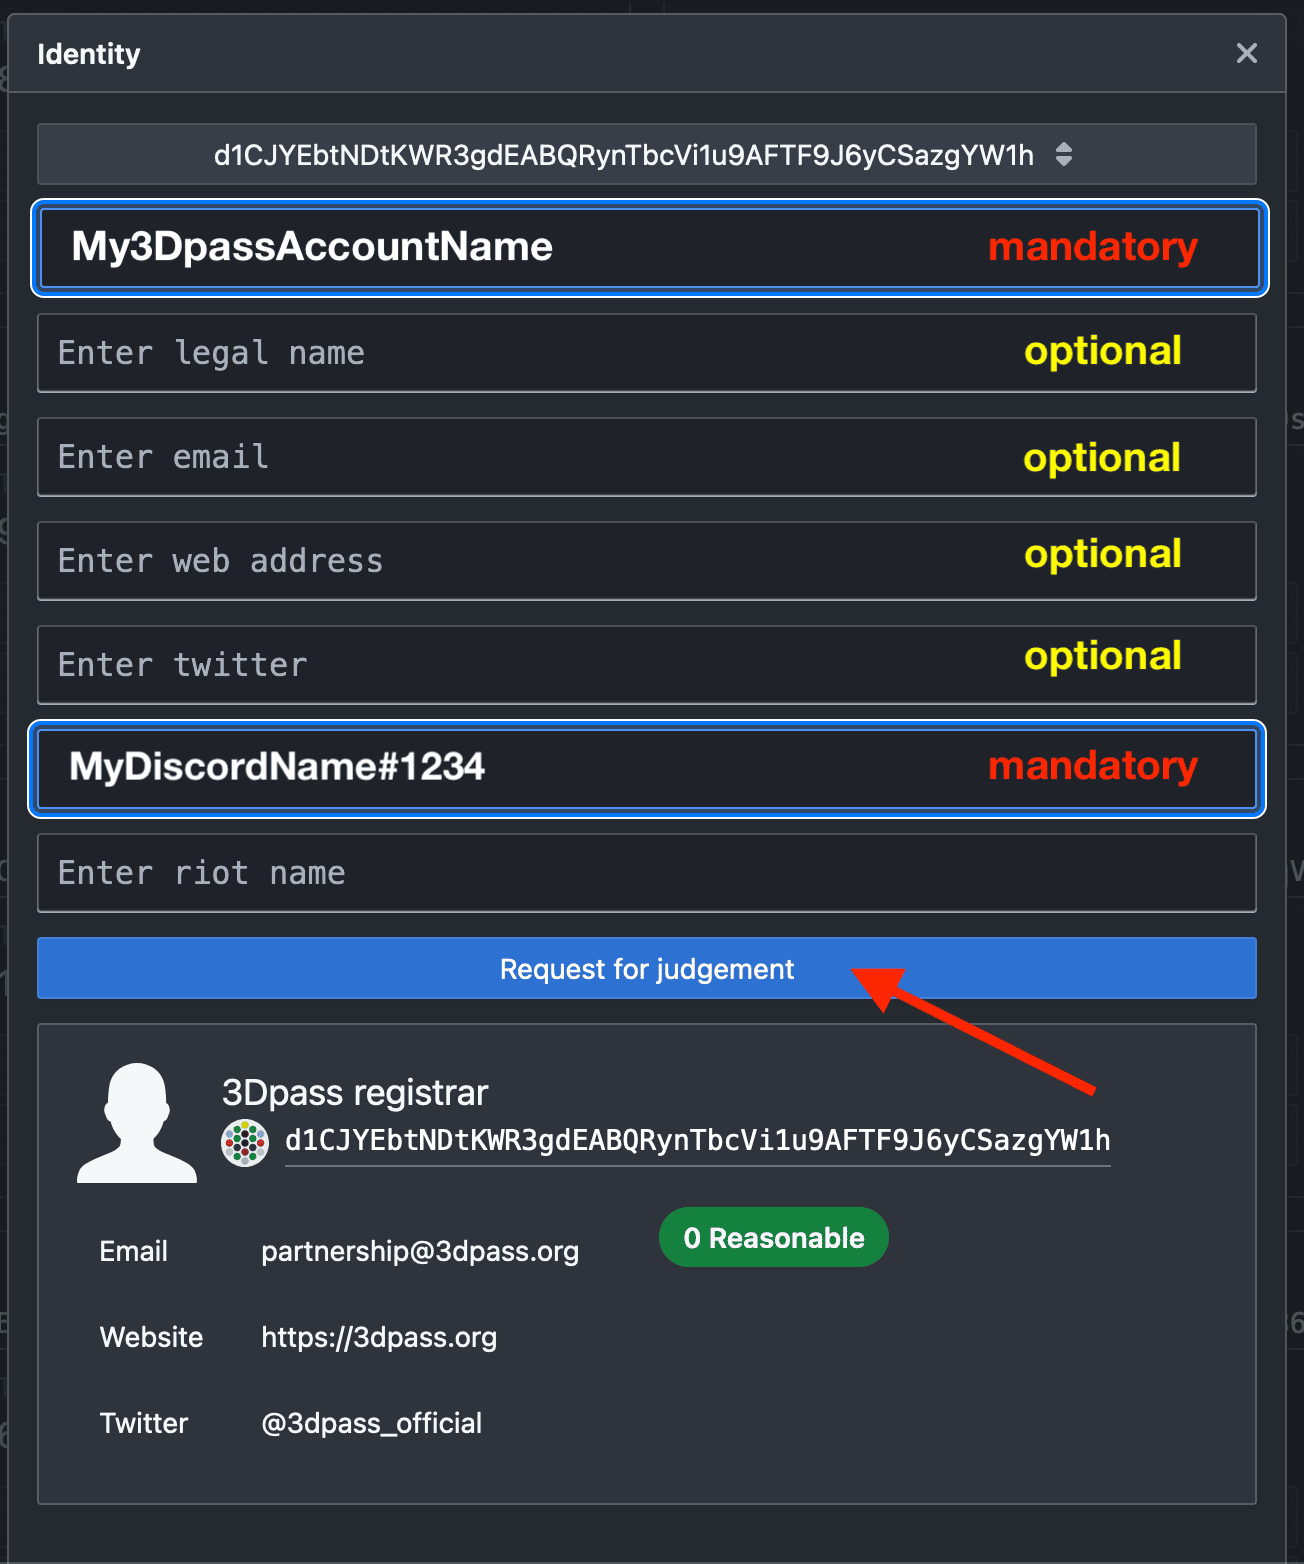 Identity
d1CJYEbtNDtKWR3gdEABQRynTbcVi1u9AFTF9J6yCSazgYW1h
My3DpassAccountName mandatory
Enter legal name optional
Enter email optional
Enter web address optional
Enter twitter optional
MyDiscordName#1234 mandatory
Enter riot name
Request for judgement
3Dpass registrar
d1CJYEbtNDtKWR3gdEABQRynTbcVi1u9AFTF9J6yCSazgYW1h
Email partnership@3dpass.org 0 Reasonable
Website https://3dpass.org
Twitter @3dpass_official